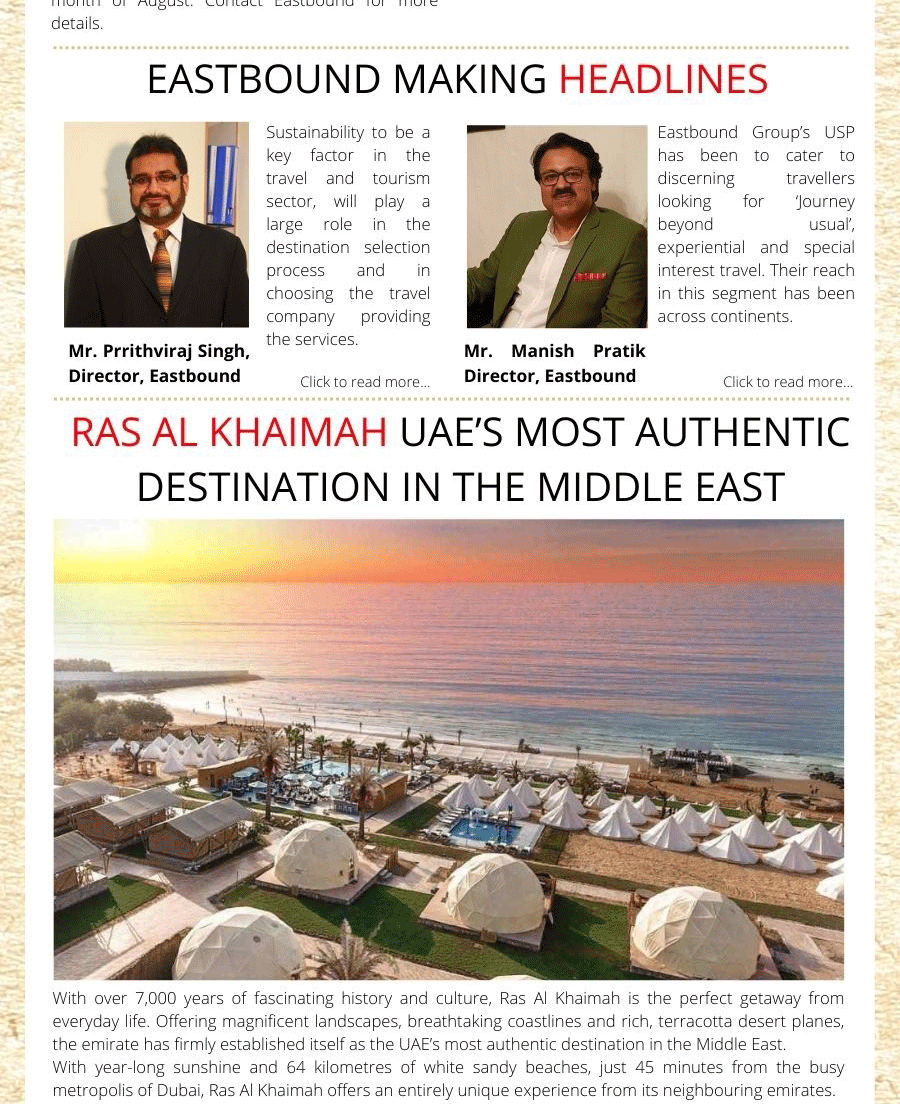 month of August. Contact Eastbound for more
details.
EASTBOUND MAKING HEADLINES
Sustainability to be a
key factor in the
travel and tourism
sector, will play a
large role in the
destination selection
process and in
choosing the travel
company providing
the services.
Mr. Prrithviraj Singh,
Director, Eastbound
Click to read more...
Eastbound Group's USP
has been to cater to
discerning travellers
looking for ‘Journey
beyond usual’,
experiential and special
interest travel. Their reach
in this segment has been
across continents.
Mr. Manish Pratik
Director, Eastbound
Click to read more...
RAS AL KHAIMAH UAE’S MOST AUTHENTIC
DESTINATION IN THE MIDDLE EAST
With over 7,000 years of fascinating history and culture, Ras Al Khaimah is the perfect getaway from
everyday life. Offering magnificent landscapes, breathtaking coastlines and rich, terracotta desert planes,
the emirate has firmly established itself as the UAE’s most authentic destination in the Middle East.
With year-long sunshine and 64 kilometres of white sandy beaches, just 45 minutes from the busy
metropolis of Dubai, Ras Al Khaimah offers an entirely unique experience from its neighbouring emirates.